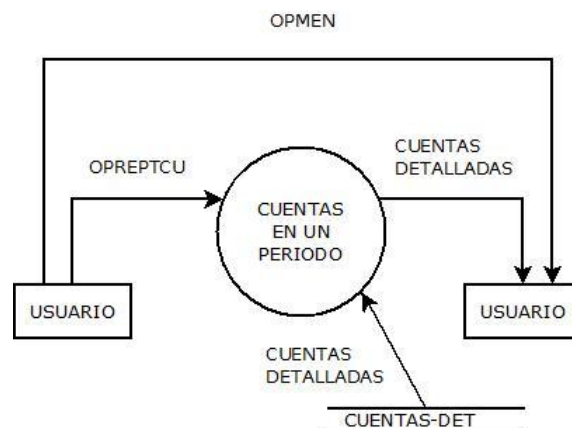 OPMEN
CUENTAS
DETALLADAS
OPREPTCU
CUENTAS
EN UN
PERIODO
USUARIO
USUARIO
CUENTAS
DETALLADAS
CUENTAS-DET